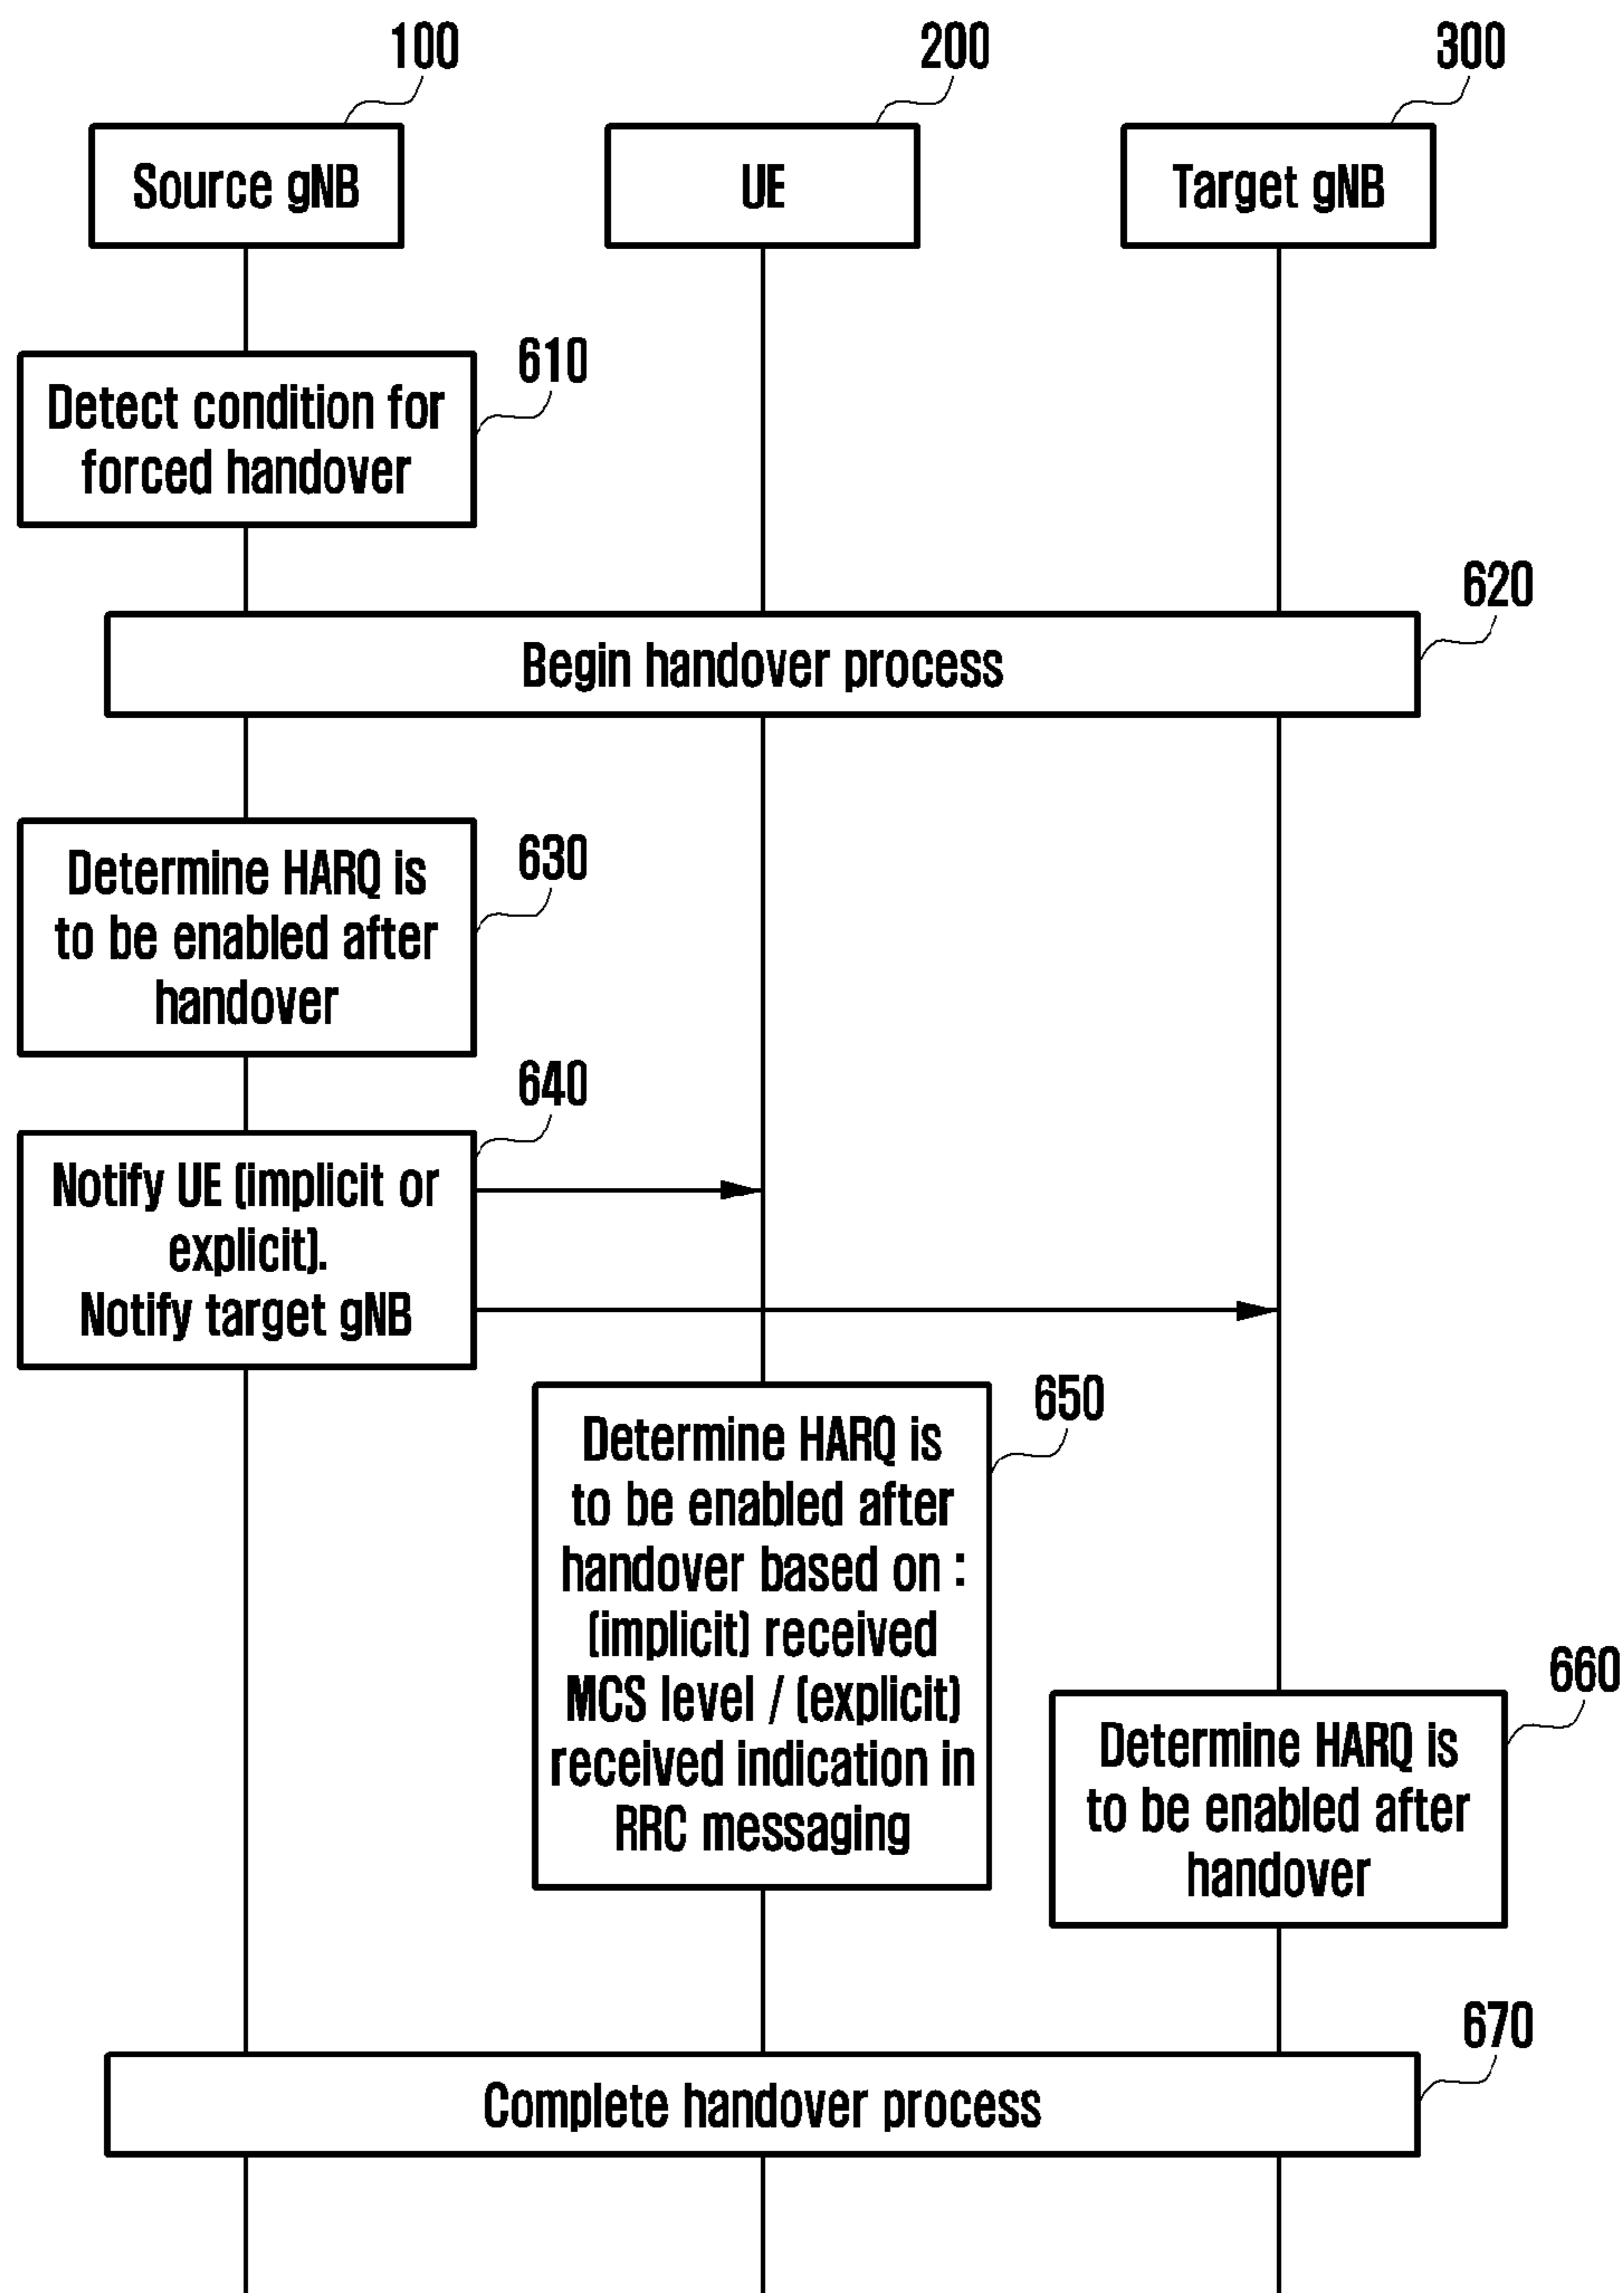 100
200
300
Source gNB
UE
Target gNB
610
Detect condition for
forced handover
620
Begin handover process
630
Determine HARQ is
to be enabled after
handover
640
Notify UE (implicit or
explicit).
Notify target gNB
650
Determine HARQ is
to be enabled after
handover based on :
(implicit) received
MCS level / (explicit)
received indication in
RRC messaging
660
Determine HARQ is
to be enabled after
handover
670
Complete handover process